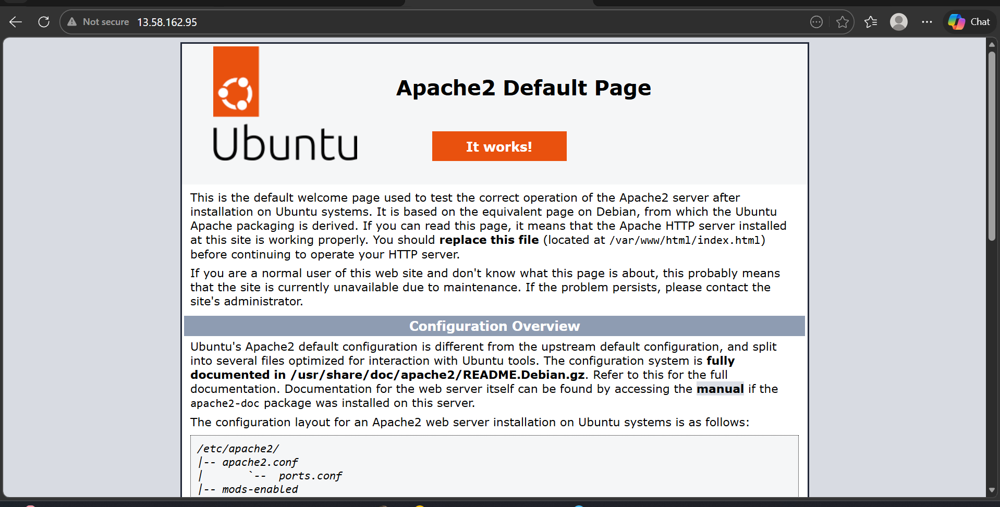 Not secure 13.58.162.95
Chat
Apache2 Default Page
Ubuntu
It works!
This is the default welcome page used to test the correct operation of the Apache2 server after
installation on Ubuntu systems. It is based on the equivalent page on Debian, from which the Ubuntu
Apache packaging is derived. If you can read this page, it means that the Apache HTTP server installed
at this site is working properly. You should replace this file (located at /var/www/html/index.html)
before continuing to operate your HTTP server.
If you are a normal user of this web site and don't know what this page is about, this probably means
that the site is currently unavailable due to maintenance. If the problem persists, please contact the
site's administrator.
Configuration Overview
Ubuntu's Apache2 default configuration is different from the upstream default configuration, and split
into several files optimized for interaction with Ubuntu tools. The configuration system is fully
documented in /usr/share/doc/apache2/README.Debian.gz. Refer to this for the full
documentation. Documentation for the web server itself can be found by accessing the manual if the
apache2-doc package was installed on this server.
The configuration layout for an Apache2 web server installation on Ubuntu systems is as follows:
/etc/apache2/
|-- apache2.conf
|       `--  ports.conf
|-- mods-enabled